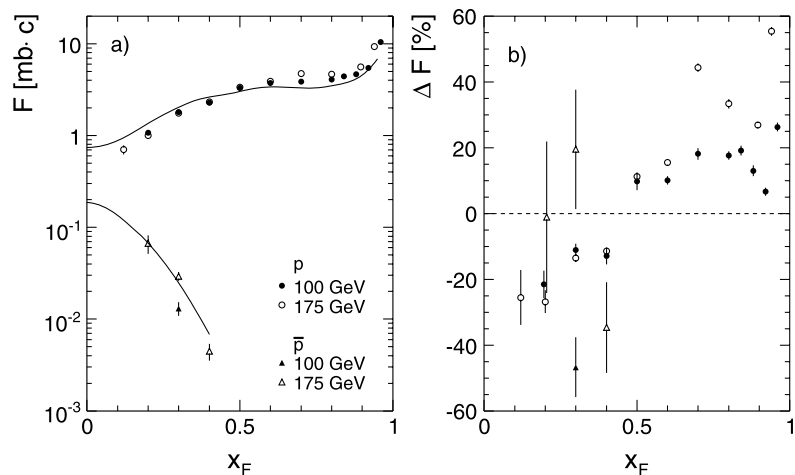 F [mb· c]
10
1
10⁻¹
10⁻²
10⁻³
a)
p
100 GeV
175 GeV
p̅
100 GeV
175 GeV
0
0.5
1
x_F
Δ F [%]
60
40
20
0
-20
-40
-60
b)
0
0.5
1
x_F